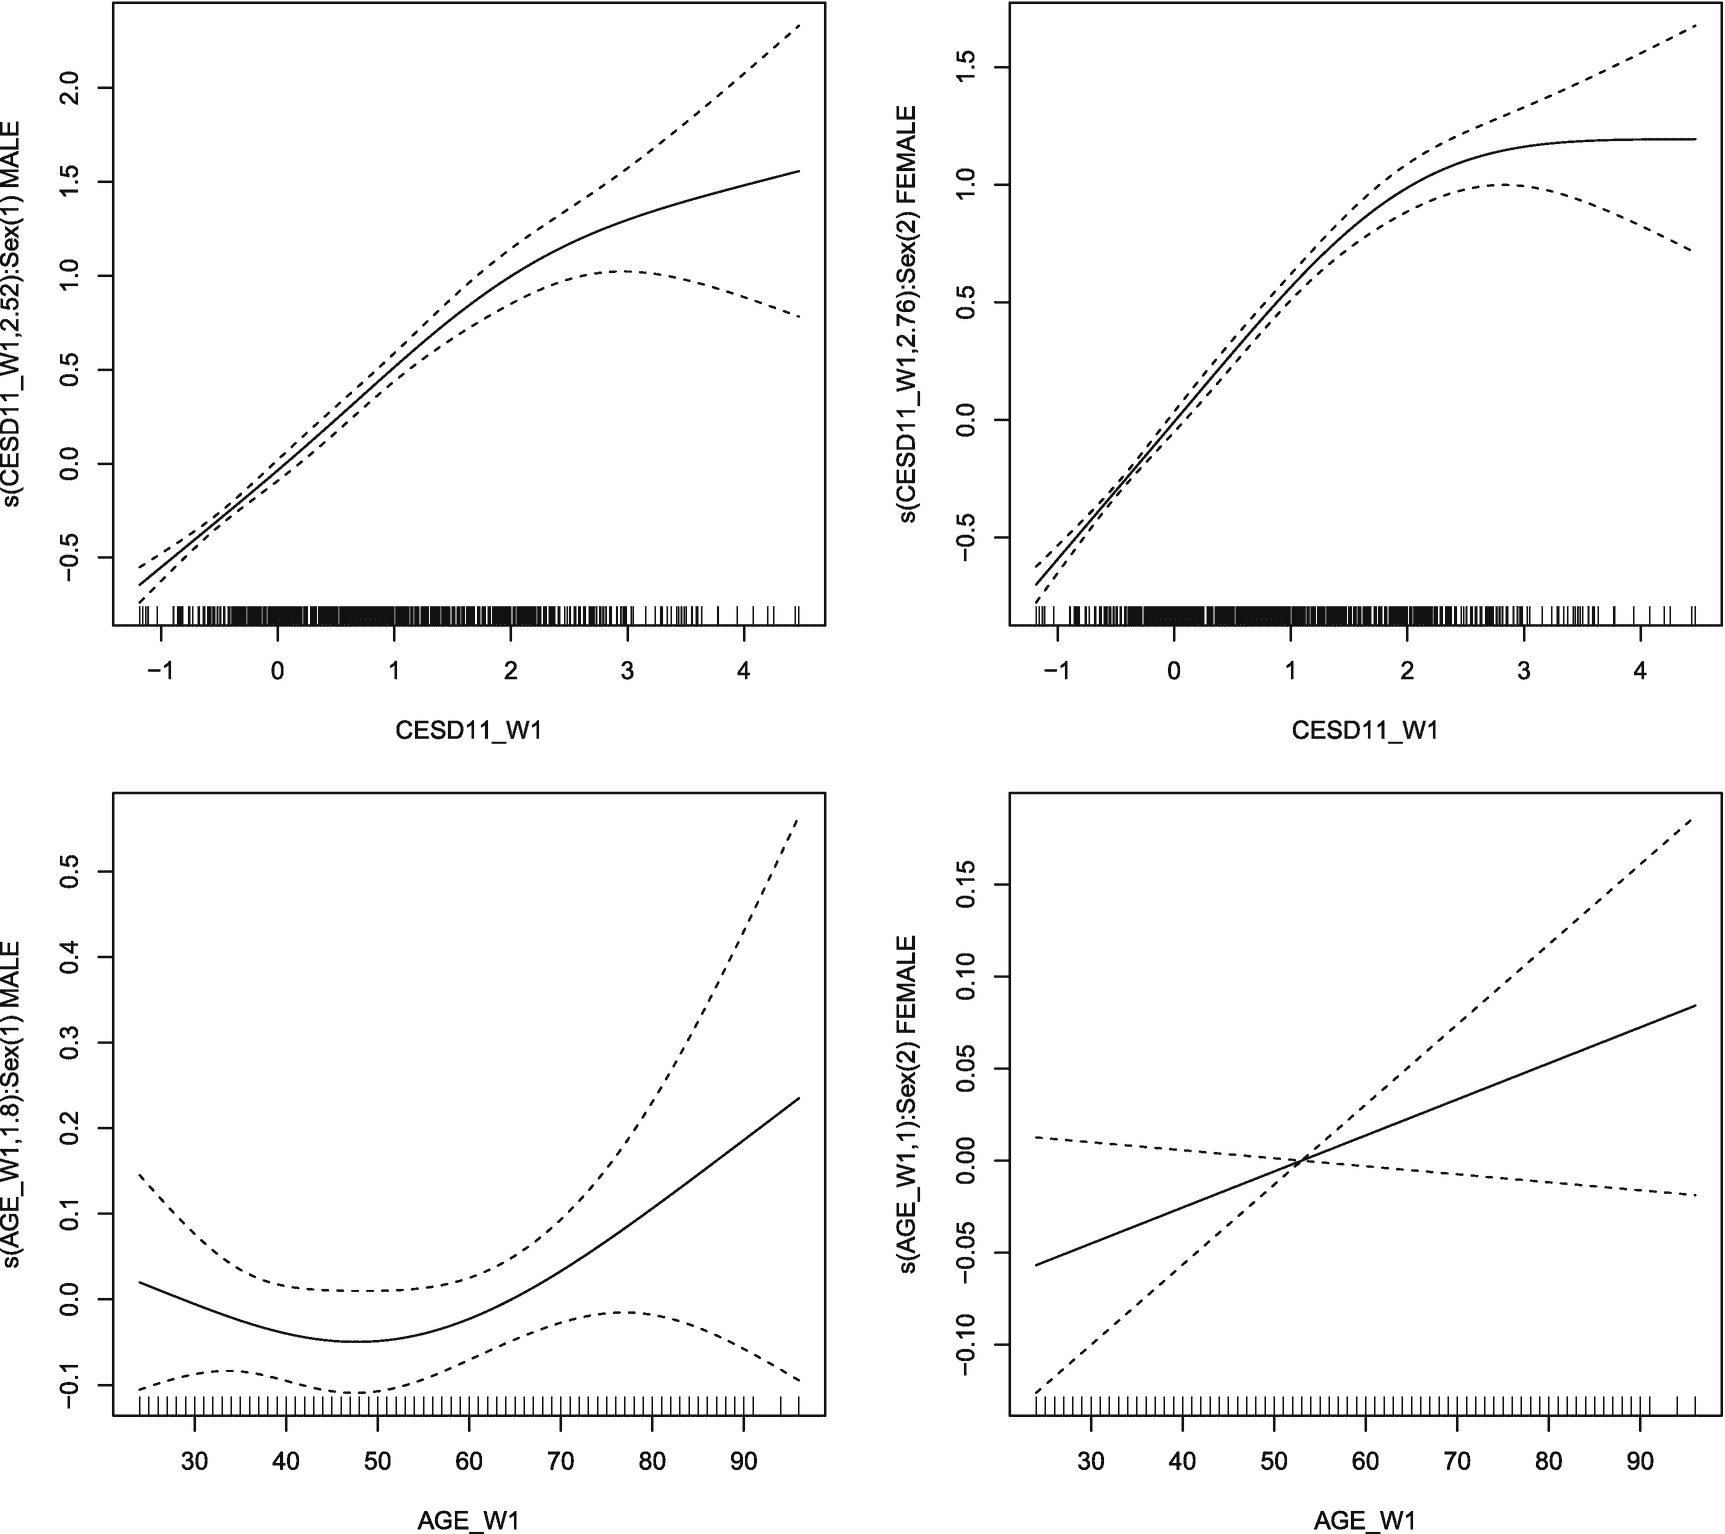 s(CESD11_W1,2.52):Sex(1) MALE
2.0
1.5
1.0
0.5
0.0
−0.5
−1 0 1 2 3 4
CESD11_W1
s(CESD11_W1,2.76):Sex(2) FEMALE
1.5
1.0
0.5
0.0
−0.5
−1 0 1 2 3 4
CESD11_W1
s(AGE_W1,1.8):Sex(1) MALE
0.5
0.4
0.3
0.2
0.1
0.0
−0.1
30 40 50 60 70 80 90
AGE_W1
s(AGE_W1,1):Sex(2) FEMALE
0.15
0.10
0.05
0.00
−0.05
−0.10
30 40 50 60 70 80 90
AGE_W1